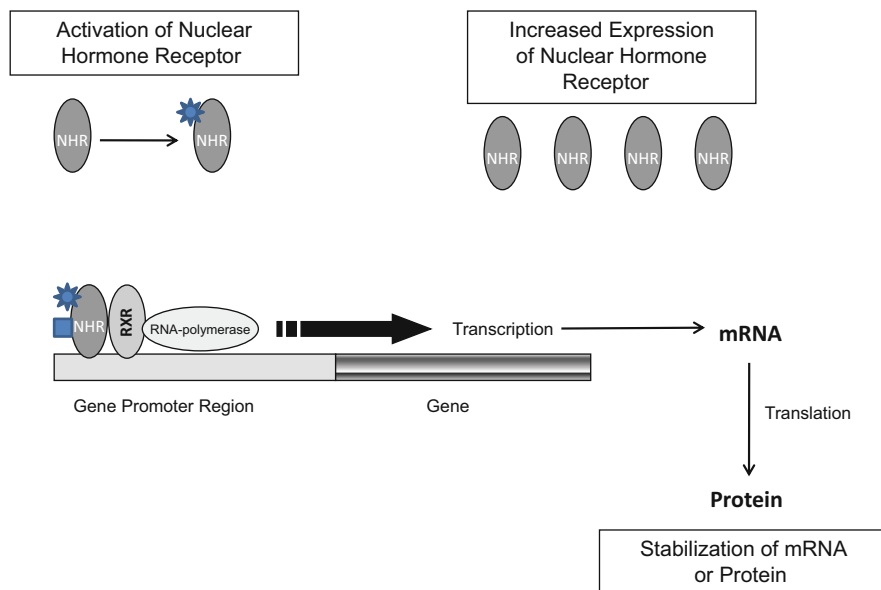 Activation of Nuclear
Hormone Receptor
Increased Expression
of Nuclear Hormone
Receptor
NHR
NHR
NHR
NHR
NHR
NHR
NHR
RXR
RNA-polymerase
Transcription
mRNA
Gene Promoter Region
Gene
Translation
Protein
Stabilization of mRNA
or Protein